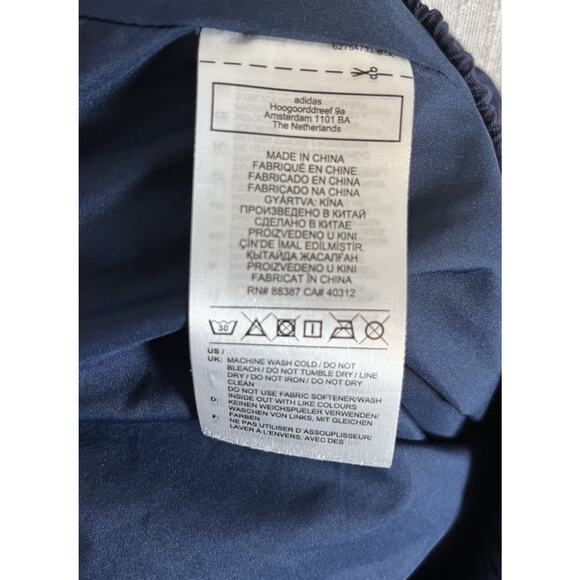 adidas
Hoogoorddreef 9a
Amsterdam 1101 BA
The Netherlands
MADE IN CHINA
FABRIQUÉ EN CHINE
FABRICADO EN CHINA
FABRICADO NA CHINA
GYÁRTVA: KÍNA
ПРОИЗВЕДЕНО В КИТАЙ
СДЕЛАНО В КИТАЕ
PROIZVEDENO U KINI
ÇİN'DE İMAL EDİLMİŞTİR.
ҚЫТАЙДА ЖАСАЛҒАН
PROIZVEDENO U KINI
FABRICAT ÎN CHINA
RN# 88387 CA# 40312
30
US /
UK: MACHINE WASH COLD / DO NOT
BLEACH / DO NOT TUMBLE DRY / LINE
DRY / DO NOT IRON / DO NOT DRY
CLEAN
DO NOT USE FABRIC SOFTENER/WASH
INSIDE OUT WITH LIKE COLOURS
D: KEINEN WEICHSPUELER VERWENDEN/
WASCHEN VON LINKS, MIT GLEICHEN
FARBEN
F: NE PAS UTILISER D'ASSOUPLISSEUR/
LAVER À L'ENVERS, AVEC DES